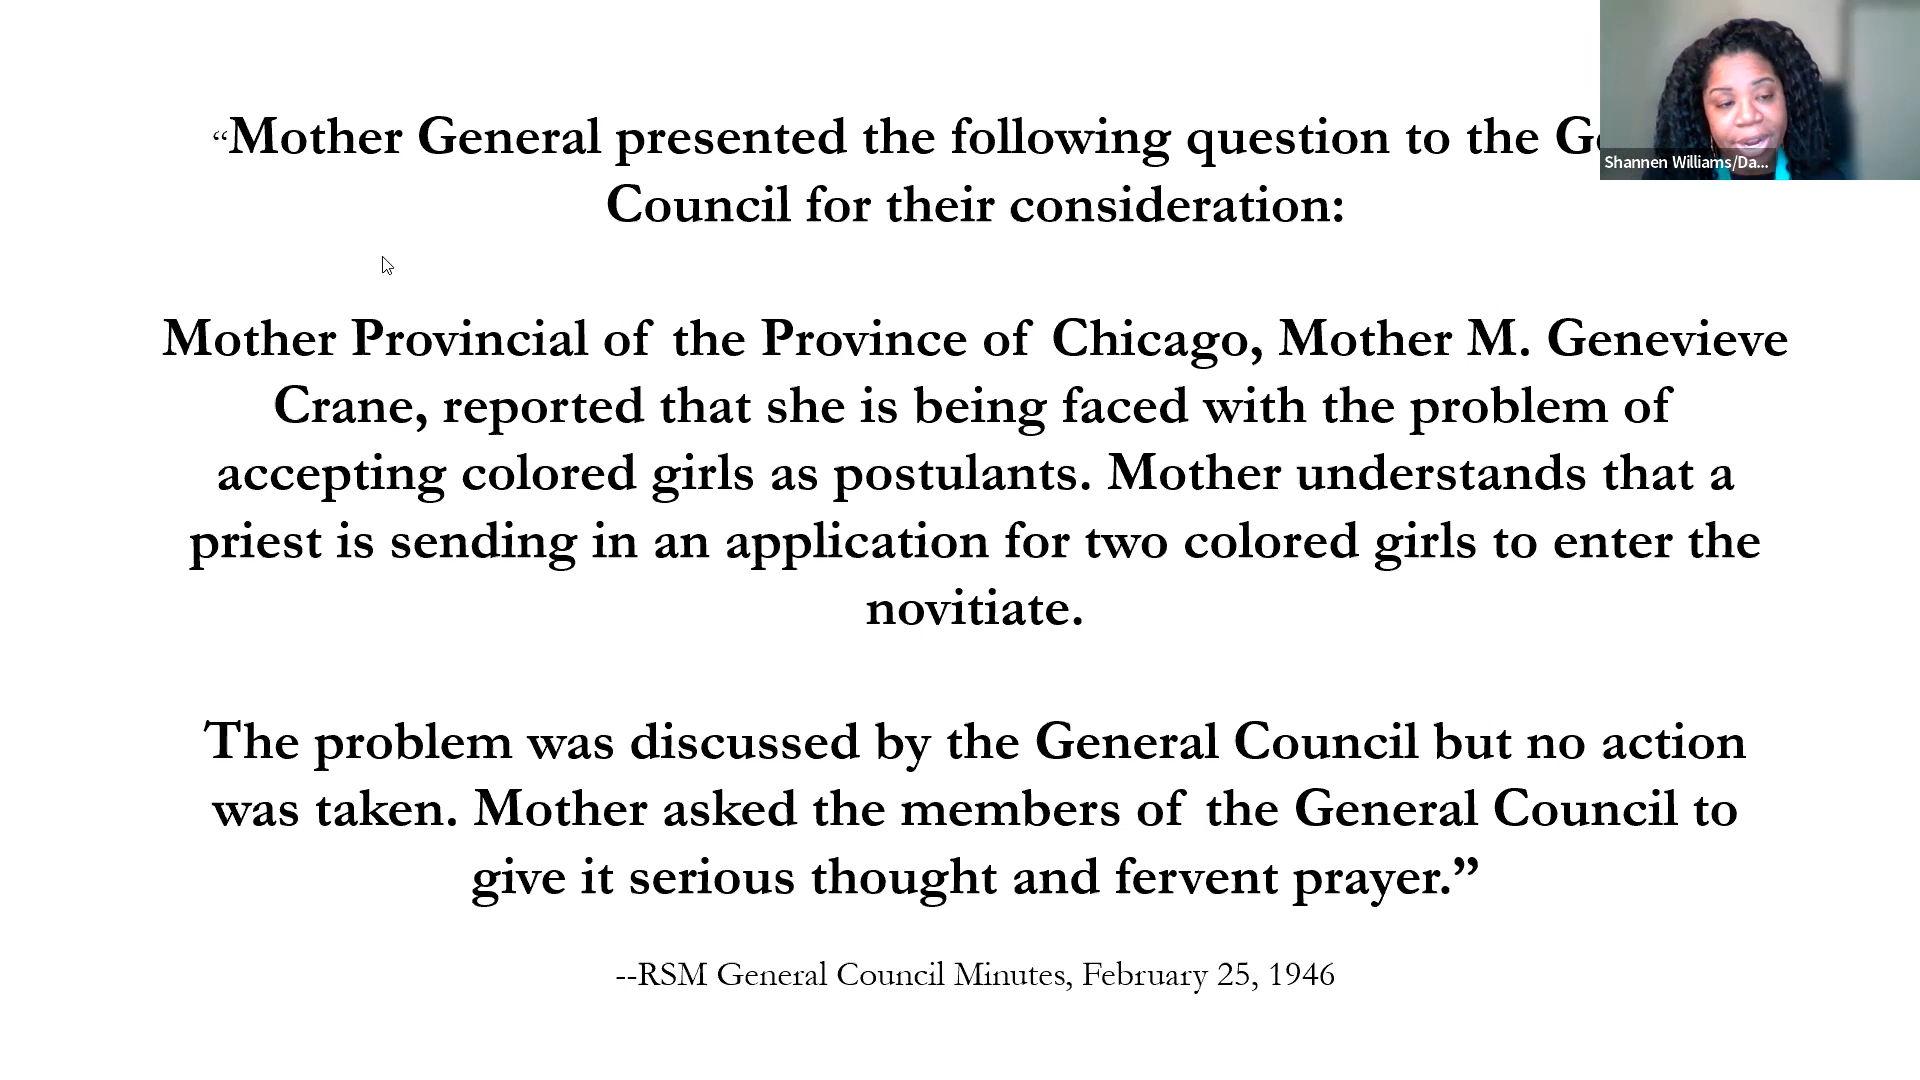 “Mother General presented the following question to the
Council for their consideration:
Mother Provincial of the Province of Chicago, Mother M. Genevieve
Crane, reported that she is being faced with the problem of
accepting colored girls as postulants. Mother understands that a
priest is sending in an application for two colored girls to enter the
novitiate.
The problem was discussed by the General Council but no action
was taken. Mother asked the members of the General Council to
give it serious thought and fervent prayer.”
--RSM General Council Minutes, February 25, 1946
Shannen Williams/Da...